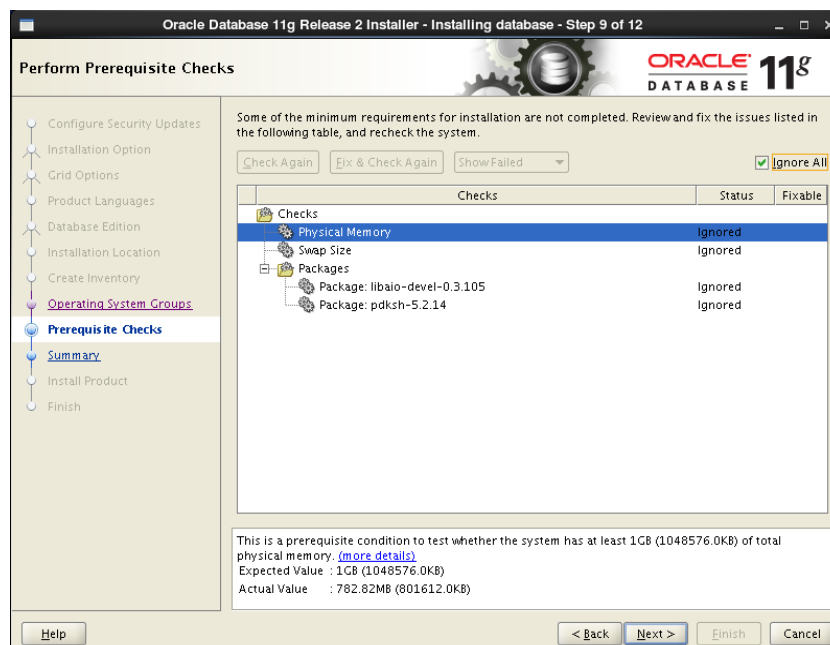 Oracle Database 11g Release 2 Installer - Installing database - Step 9 of 12
Perform Prerequisite Checks
ORACLE
DATABASE
11g
Configure Security Updates
Installation Option
Grid Options
Product Languages
Database Edition
Installation Location
Create Inventory
Operating System Groups
Prerequisite Checks
Summary
Install Product
Finish
Some of the minimum requirements for installation are not completed. Review and fix the issues listed in
the following table, and recheck the system.
Check Again Fix & Check Again Show Failed Ignore All
Checks Status Fixable
Checks
Physical Memory Ignored
Swap Size Ignored
Packages
Package: libaio-devel-0.3.105 Ignored
Package: pdksh-5.2.14 Ignored
This is a prerequisite condition to test whether the system has at least 1GB (1048576.0KB) of total
physical memory. (more details)
Expected Value : 1GB (1048576.0KB)
Actual Value : 782.82MB (801612.0KB)
Help < Back Next > Finish Cancel